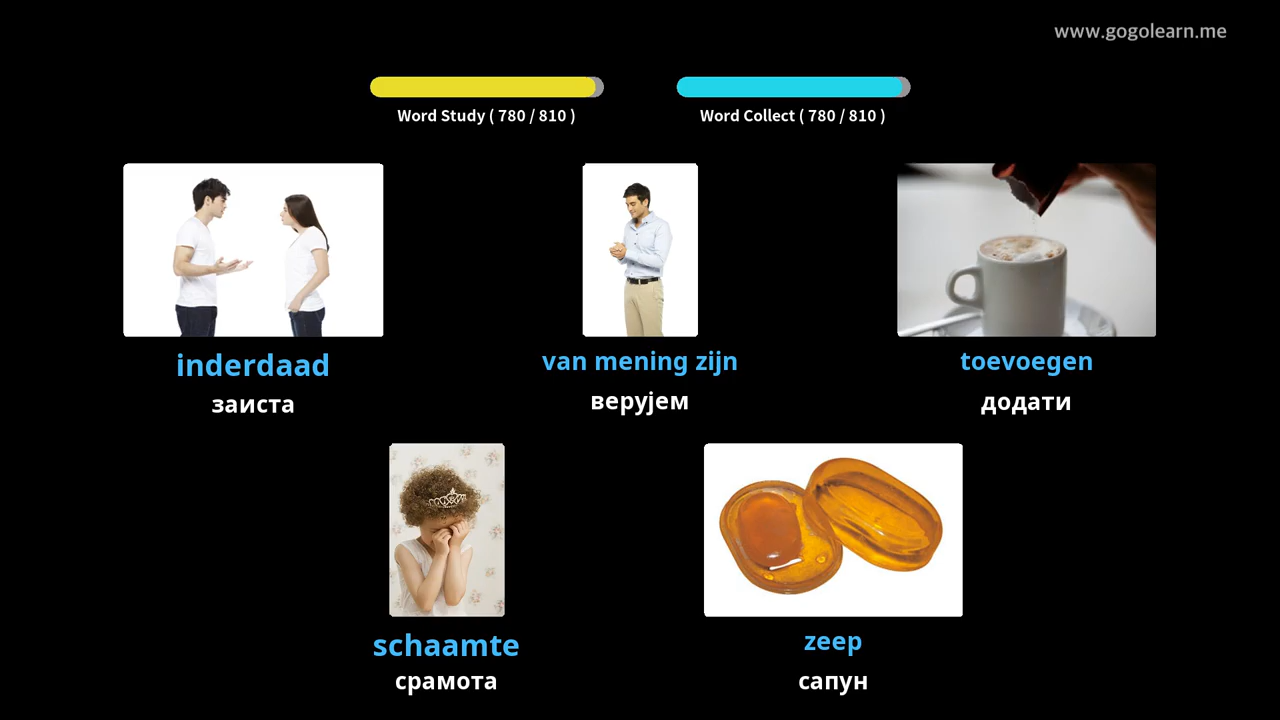 www.gogolearn.me
Word Study ( 780 / 810 )
Word Collect ( 780 / 810 )
inderdaad
заиста
van mening zijn
верујем
toevoegen
додати
schaamte
срамота
zeep
сапун